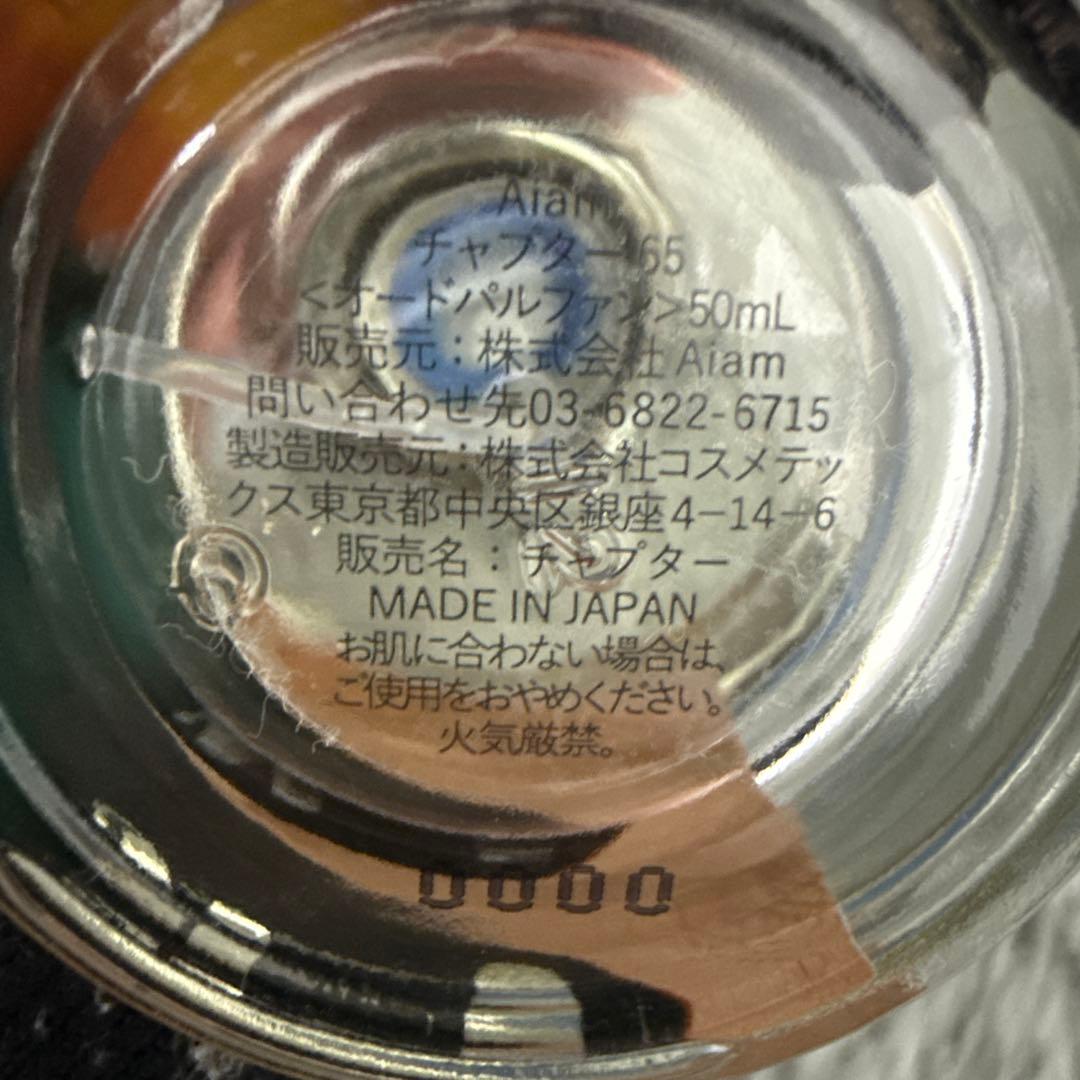 Aiam
チャプター 65
<オードパルファン>50mL
販売元：株式会社Aiam
問い合わせ先03-6822-6715
製造販売元：株式会社コスメテッ
クス東京都中央区銀座4-14-6
販売名：チャプター
MADE IN JAPAN
お肌に合わない場合は、
ご使用をおやめください。
火気厳禁。
0000